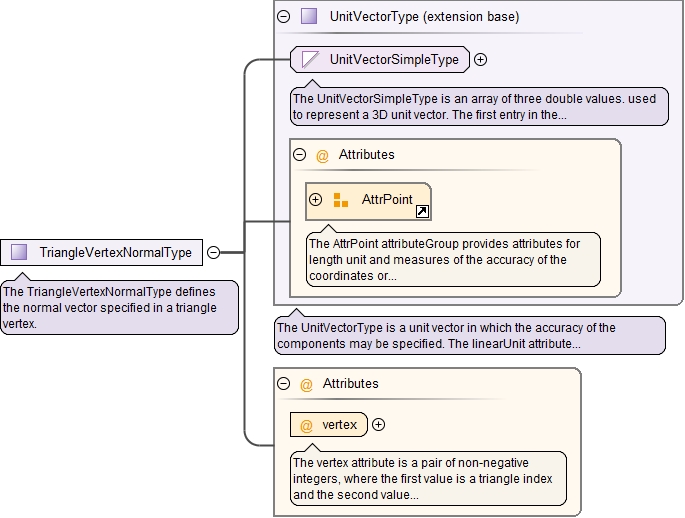 UnitVectorType (extension base)
UnitVectorSimpleType
The UnitVectorSimpleType is an array of three double values. used
to represent a 3D unit vector. The first entry in the...
@ Attributes
AttrPoint
The AttrPoint attributeGroup provides attributes for
length unit and measures of the accuracy of the
coordinates or...
TriangleVertexNormalType
The TriangleVertexNormalType defines
the normal vector specified in a triangle
vertex.
The UnitVectorType is a unit vector in which the accuracy of the
components may be specified. The linearUnit attribute...
@ Attributes
@ vertex
The vertex attribute is a pair of non-negative
integers, where the first value is a triangle index
and the second value...